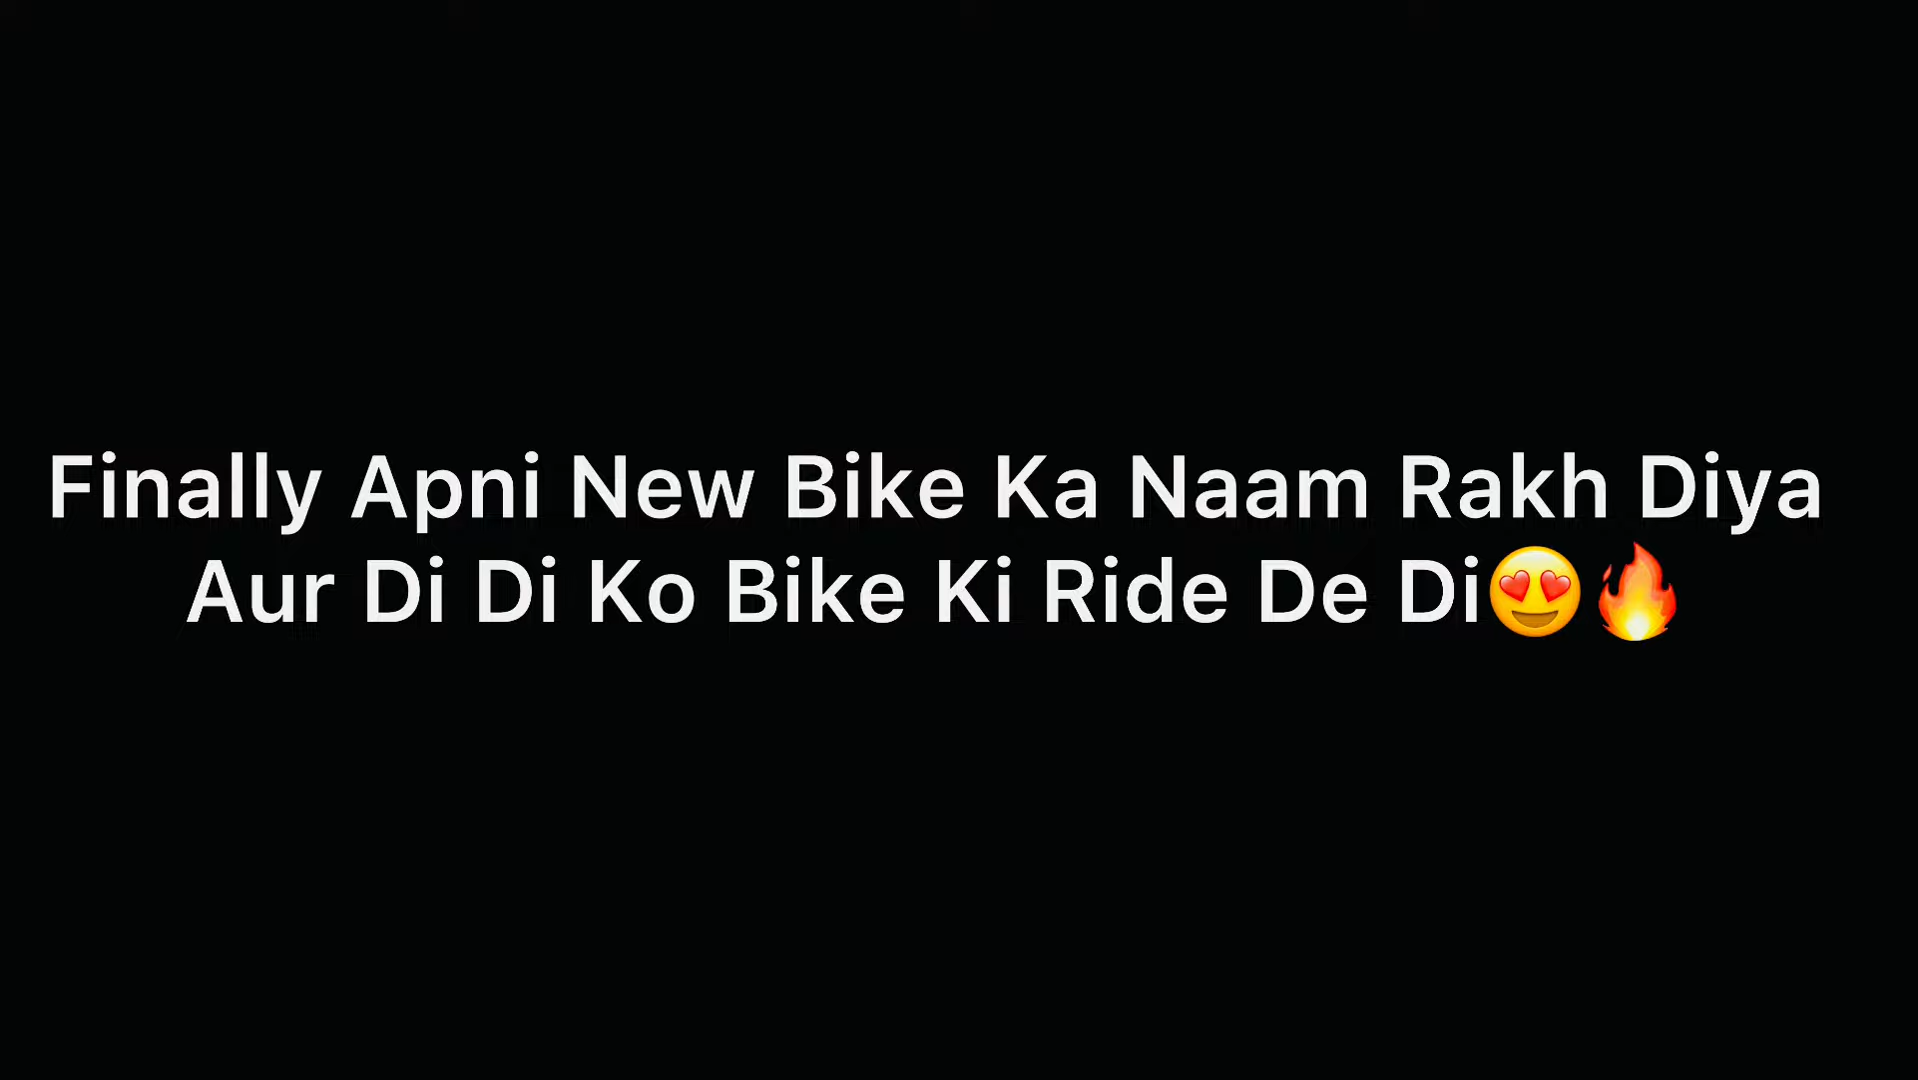 Finally Apni New Bike Ka Naam Rakh Diya
Aur Di Di Ko Bike Ki Ride De Di😍🔥